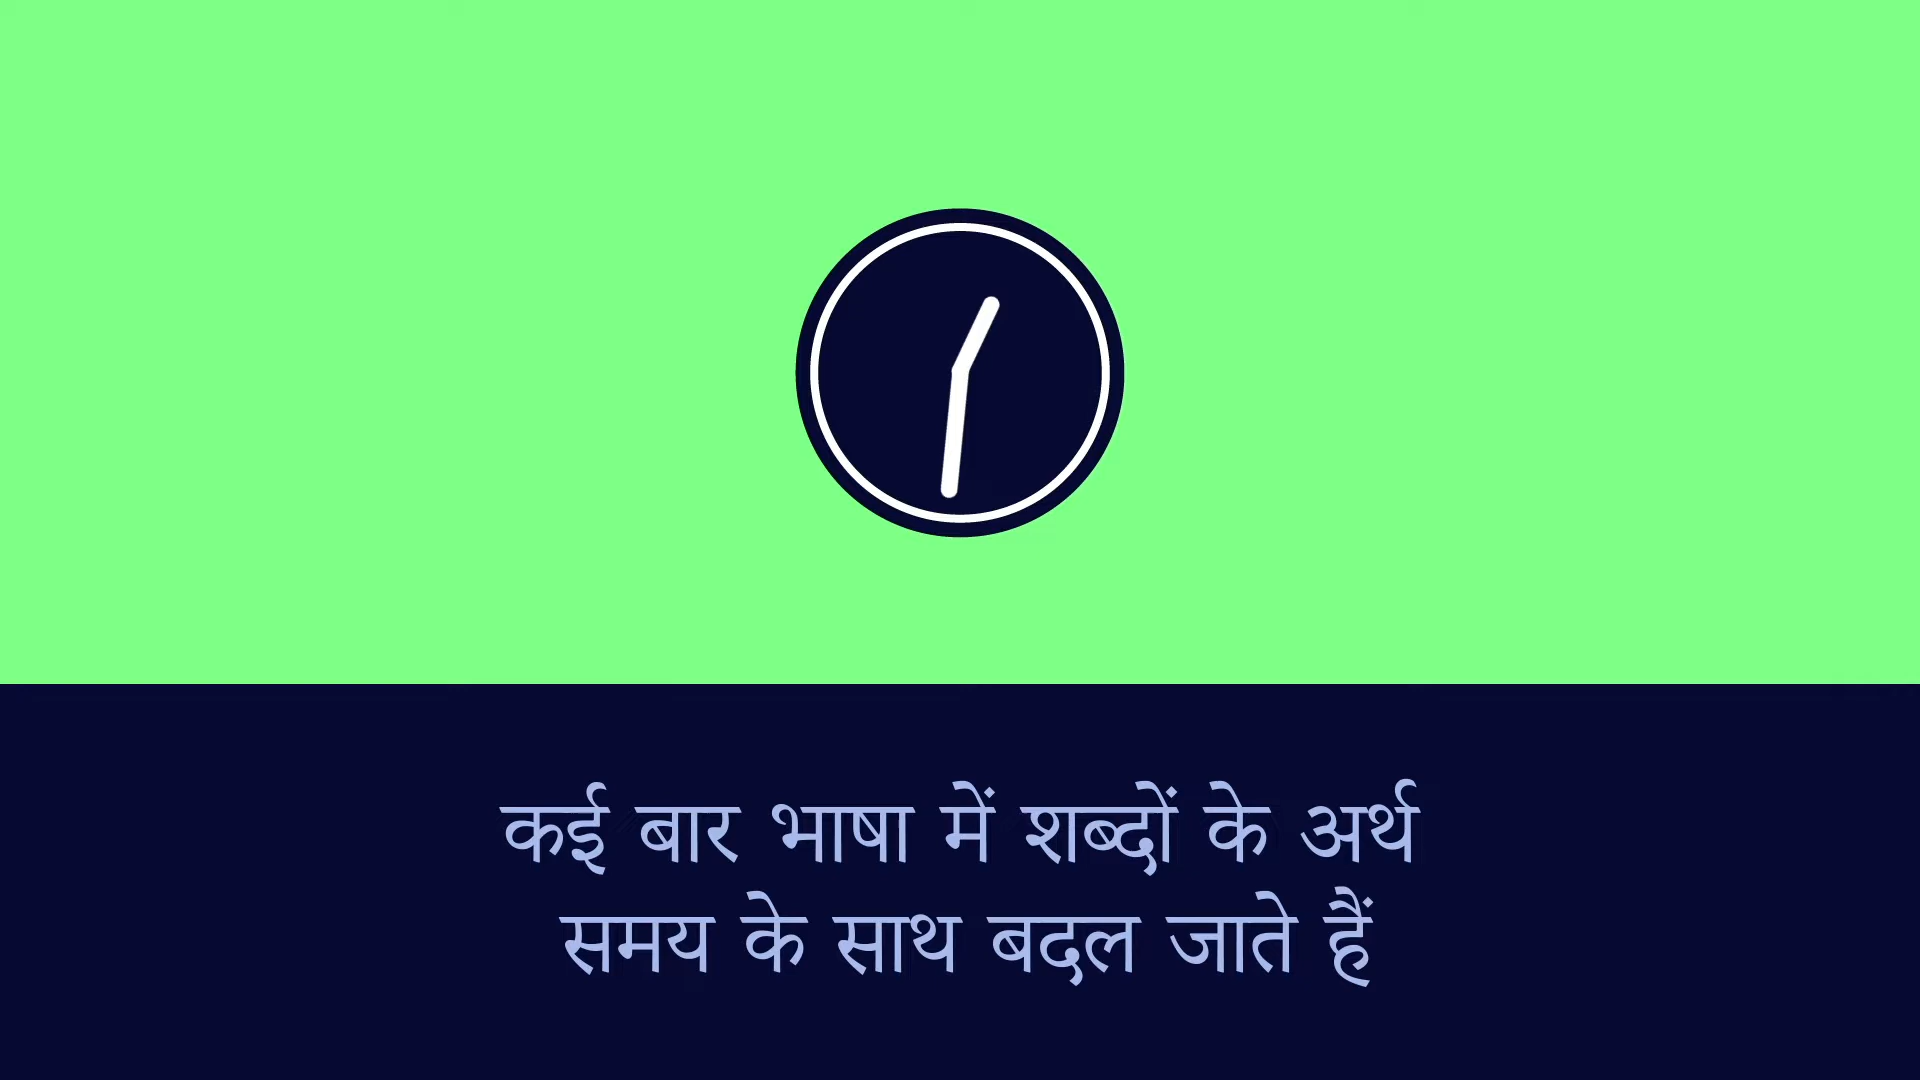 कई बार भाषा में शब्दों के अर्थ
समय के साथ बदल जाते हैं